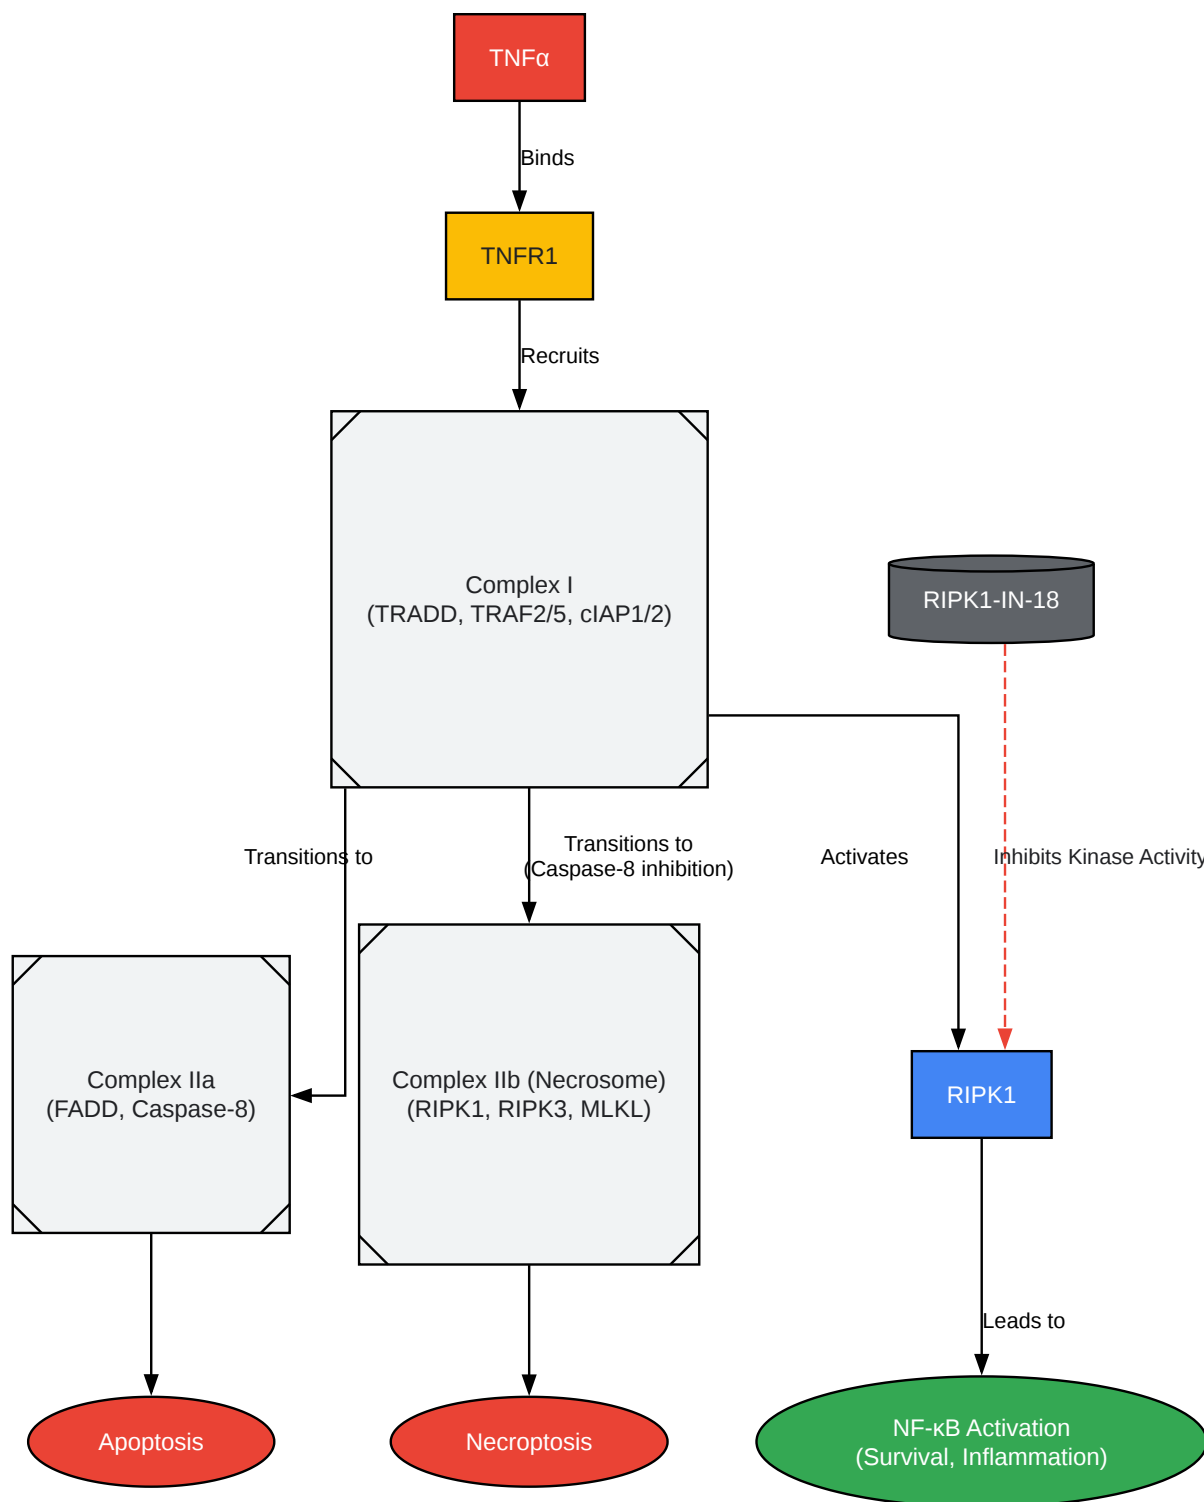 TNFα
Binds
TNFR1
Recruits
Complex I
(TRADD, TRAF2/5, cIAP1/2)
RIPK1-IN-18
Transitions to
Transitions to
(Caspase-8 inhibition)
Activates
Inhibits Kinase Activity
Complex IIa
(FADD, Caspase-8)
Complex IIb (Necrosome)
(RIPK1, RIPK3, MLKL)
RIPK1
Leads to
Apoptosis
Necroptosis
NF-κB Activation
(Survival, Inflammation)